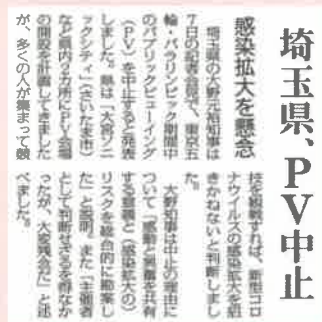 埼玉県、PV中止
感染拡大を懸念
埼玉県の大野元裕知事は
7日の記者会見で、東京五
輪・パラリンピック期間中
のパブリックビューイング
(PV)を中止すると発表
しました。県は「大宮ソニ
ックシティ」(さいたま市)
など県内2カ所にPV会場
の開設を計画してきました
が、多くの人が集まって競
技を観戦すれば、新型コロ
ナウイルスの感染拡大を招
きかねないと判断しまし
た。
大野知事は中止の理由に
ついて「感動と興奮を共有
する意義と(感染拡大の)
リスクを総合的に勘案し
た」と説明。また「主催者
として判断せざるを得なか
ったが、大変残念だ」と述
べました。